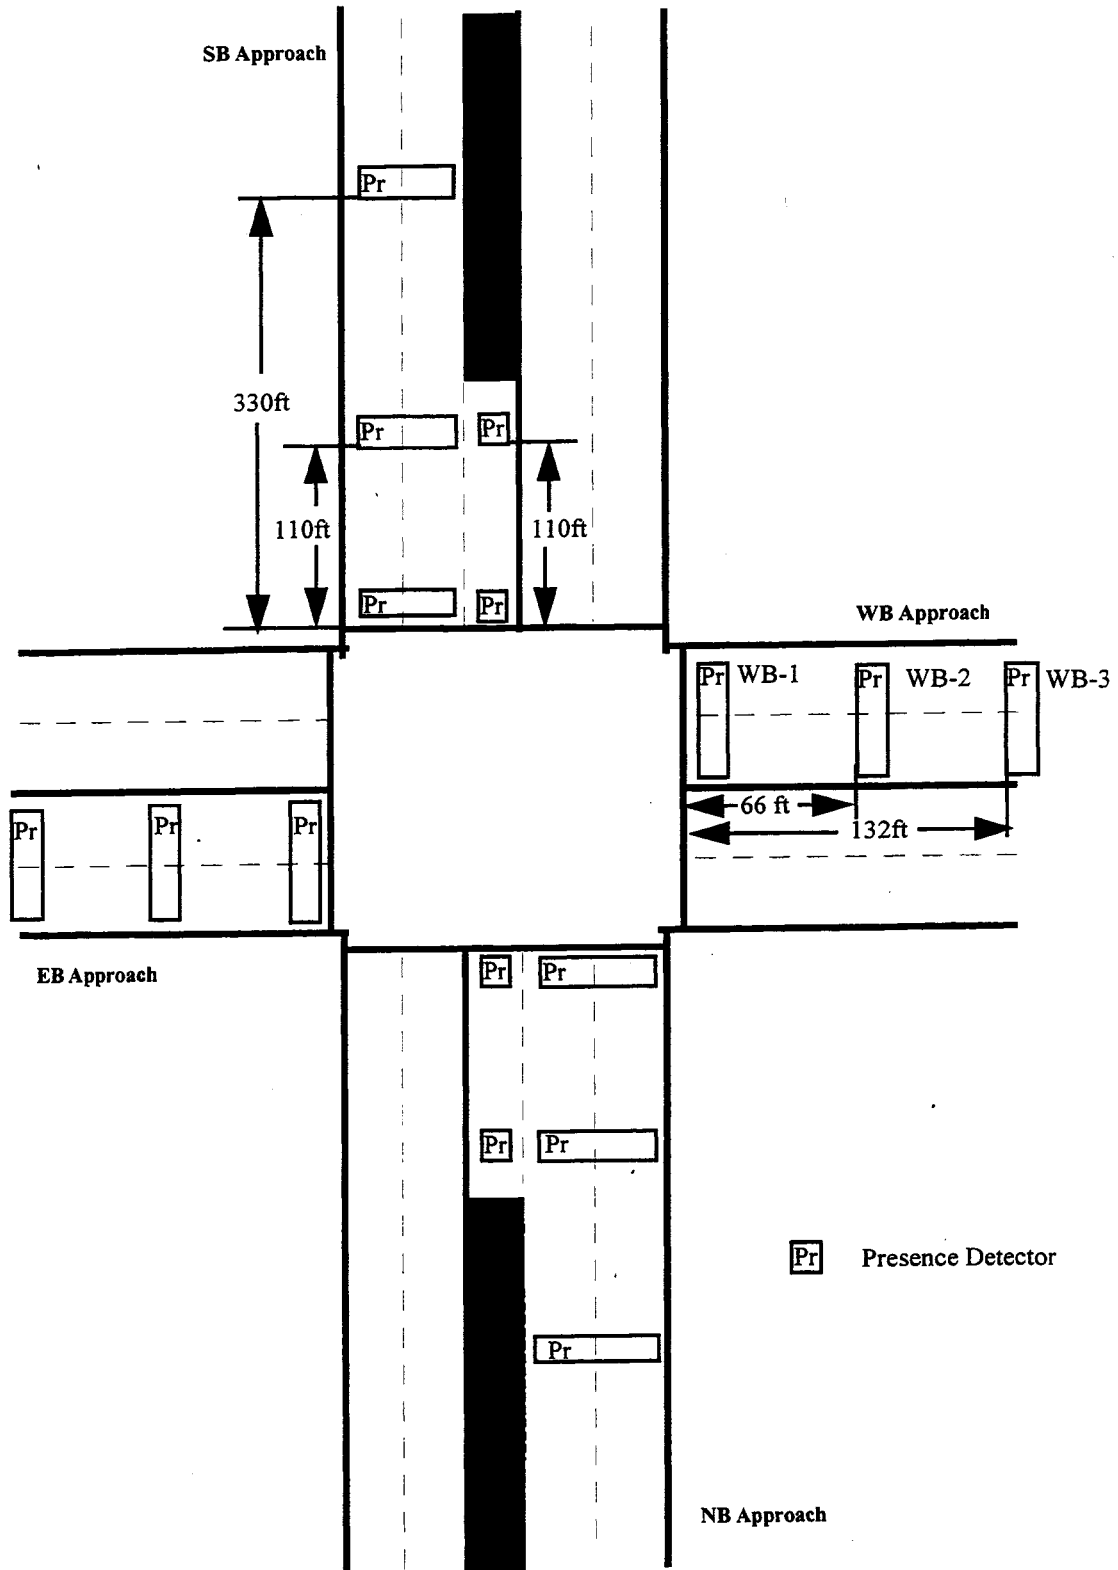 SB Approach
Pr
330ft
Pr
Pr
110ft
110ft
Pr
Pr
WB Approach
Pr
WB-1
Pr
WB-2
Pr
WB-3
66 ft
132ft
Pr
Pr
Pr
EB Approach
Pr
Pr
Pr
Pr
Pr
Presence Detector
Pr
NB Approach